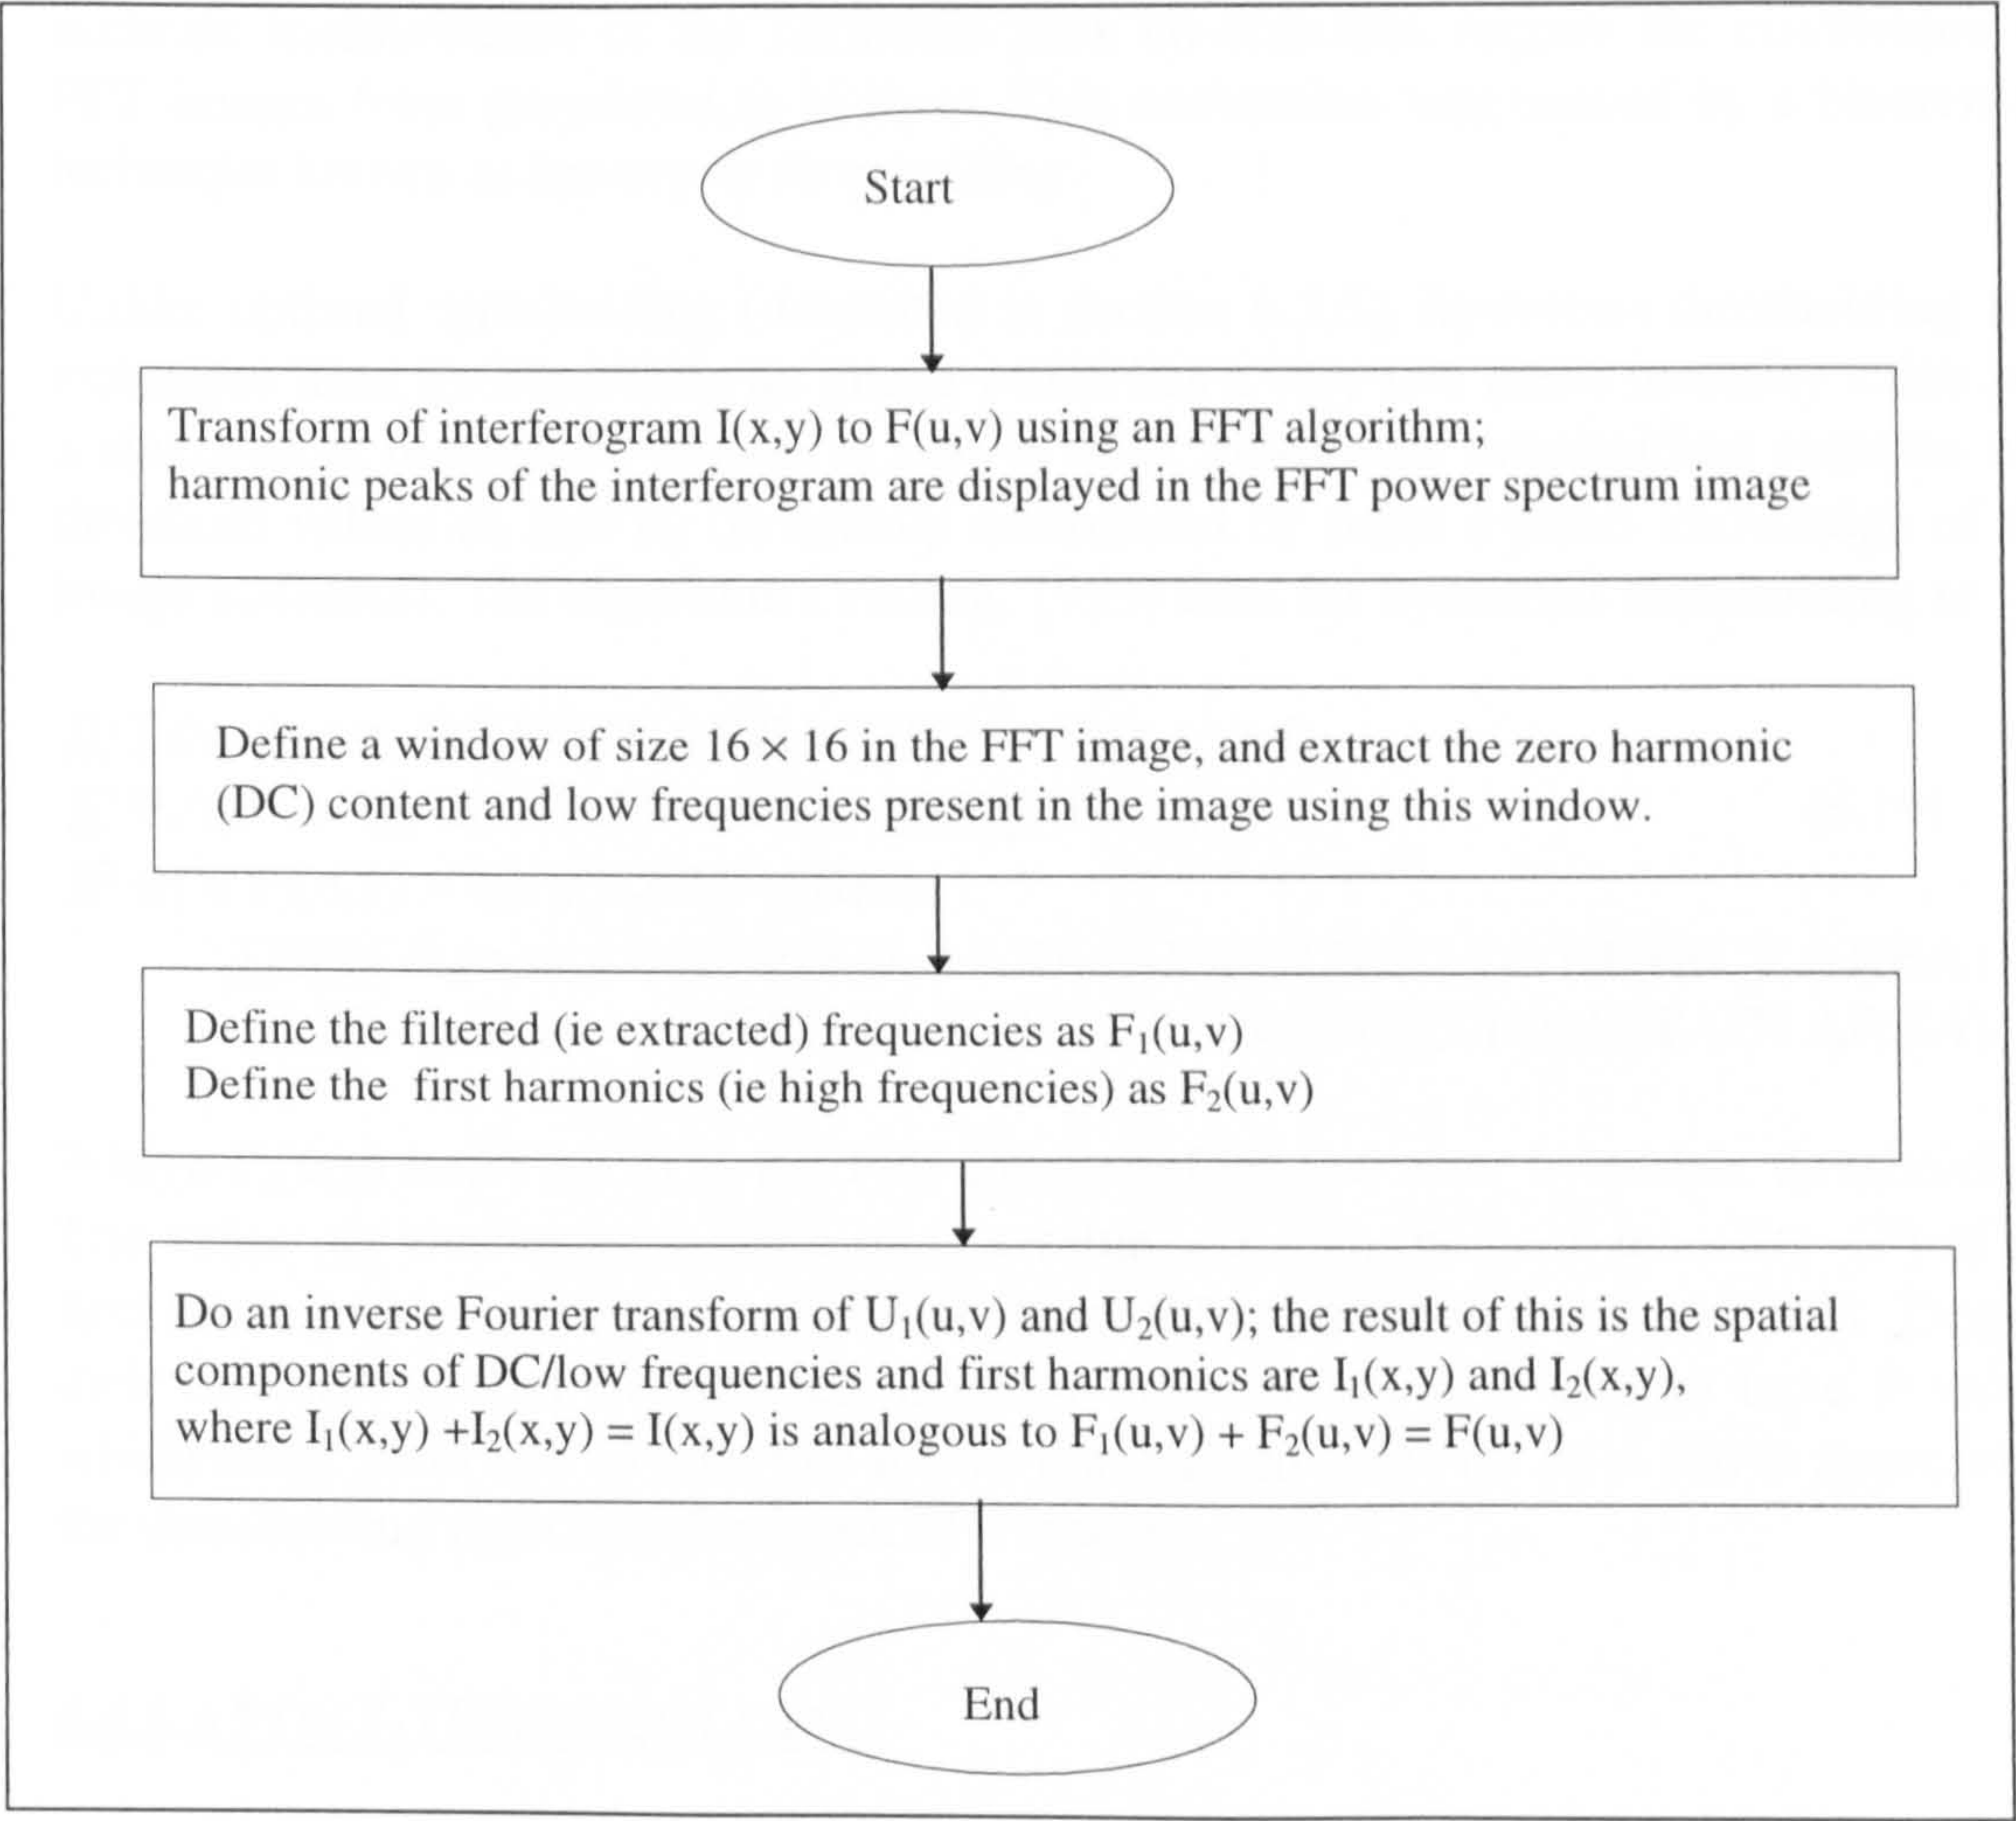 Start
Transform of interferogram I(x,y) to F(u,v) using an FFT algorithm;
harmonic peaks of the interferogram are displayed in the FFT power spectrum image
Define a window of size 16 × 16 in the FFT image, and extract the zero harmonic
(DC) content and low frequencies present in the image using this window.
Define the filtered (ie extracted) frequencies as F₁(u,v)
Define the first harmonics (ie high frequencies) as F₂(u,v)
Do an inverse Fourier transform of U₁(u,v) and U₂(u,v); the result of this is the spatial
components of DC/low frequencies and first harmonics are I₁(x,y) and I₂(x,y),
where I₁(x,y) +I₂(x,y) = I(x,y) is analogous to F₁(u,v) + F₂(u,v) = F(u,v)
End